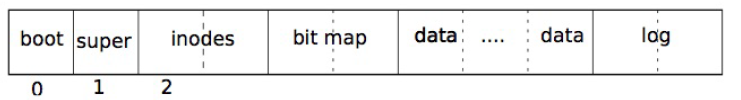 boot super inodes bit map data .... data log
0 1 2